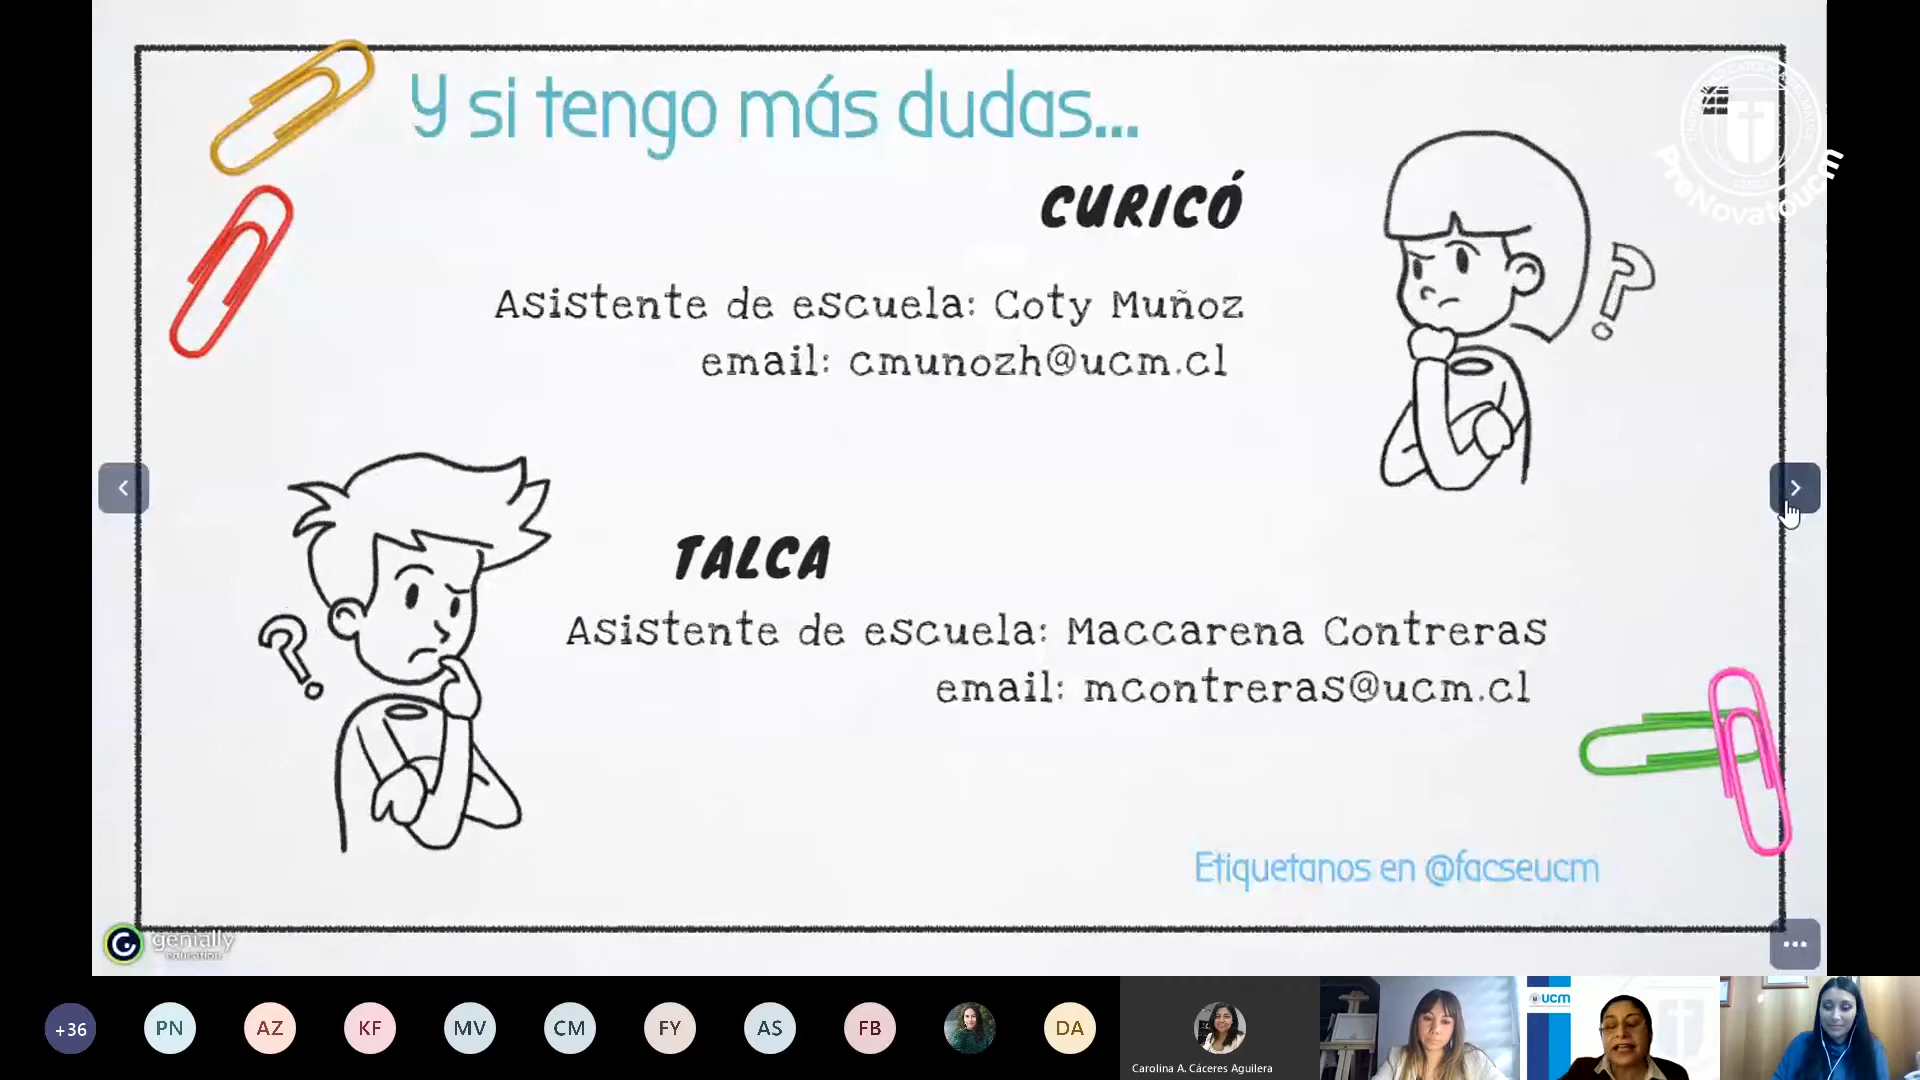 Y si tengo más dudas...
CURICÓ
Asistente de escuela: Coty Muñoz
email: cmunozh@ucm.cl
TALCA
Asistente de escuela: Maccarena Contreras
email: mcontreras@ucm.cl
Etiquetanos en @facseucm
PreNovatoucm
genially
education
+36
PN
AZ
KF
MV
CM
FY
AS
FB
DA
Carolina A. Cáceres Aguilera
ucm